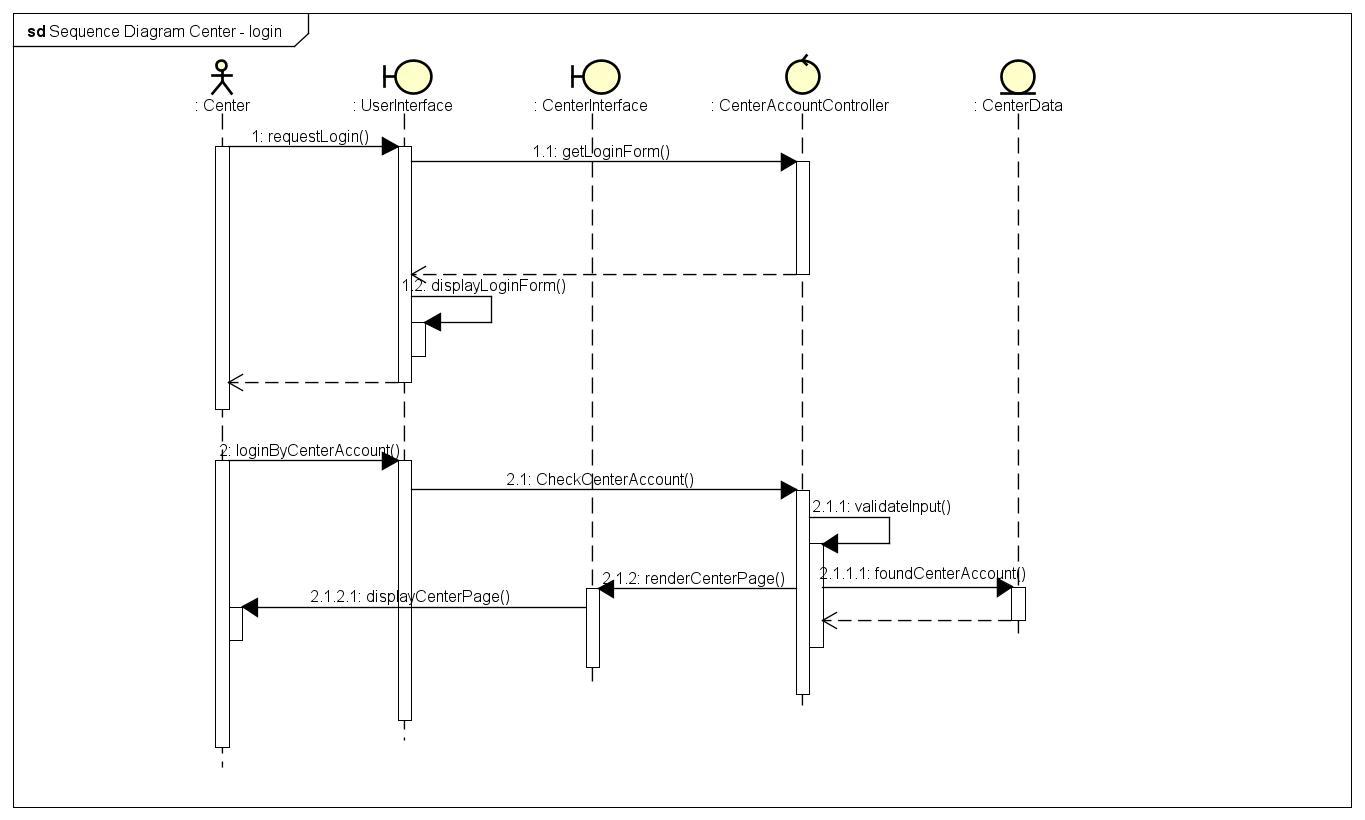 sd Sequence Diagram Center - login
: Center
: UserInterface
: CenterInterface
: CenterAccountController
: CenterData
1: requestLogin()
1.1: getLoginForm()
1.2: displayLoginForm()
2: loginByCenterAccount()
2.1: CheckCenterAccount()
2.1.1: validateInput()
2.1.1.1: foundCenterAccount()
2.1.2: renderCenterPage()
2.1.2.1: displayCenterPage()